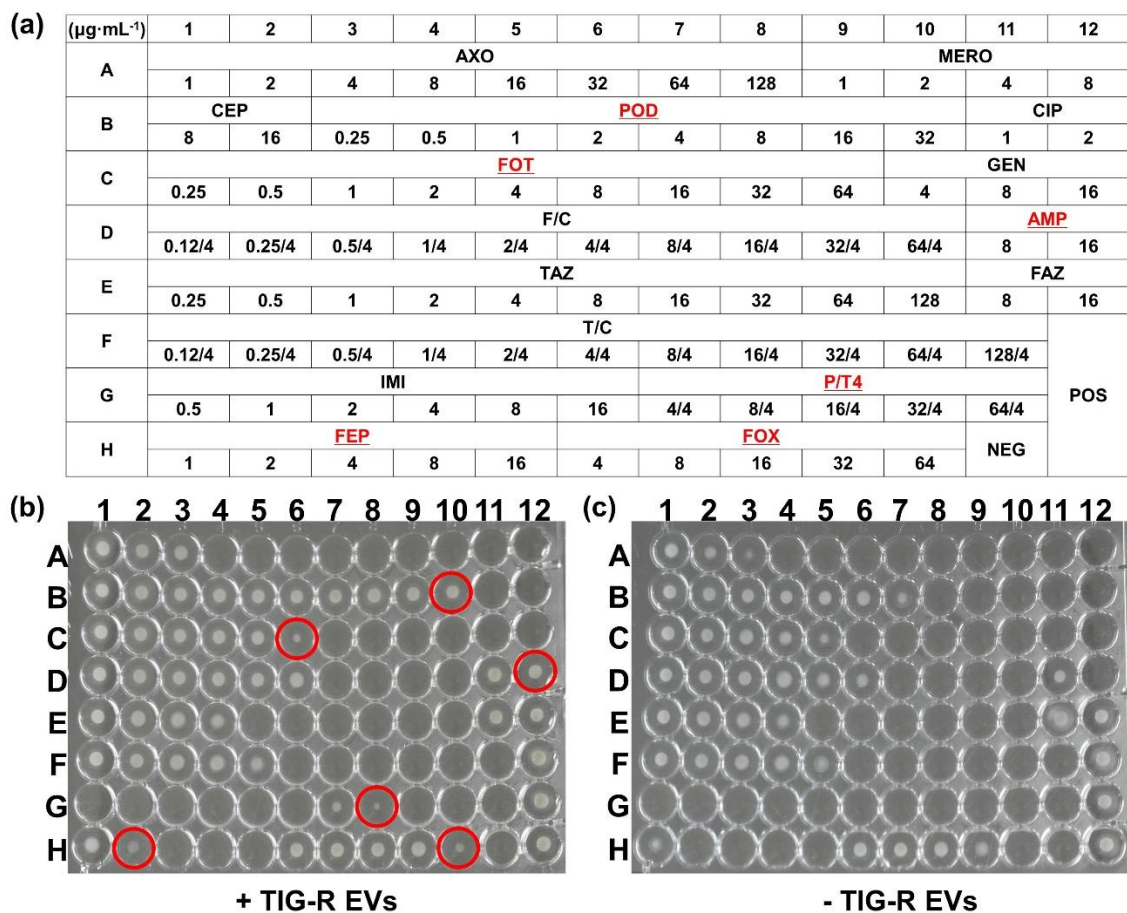 (a)
(μg·mL-1) 1 2 3 4 5 6 7 8 9 10 11 12
A AXO MERO
1 2 4 8 16 32 64 128 1 2 4 8
B CEP POD CIP
8 16 0.25 0.5 1 2 4 8 16 32 1 2
C FOT GEN
0.25 0.5 1 2 4 8 16 32 64 4 8 16
D F/C AMP
0.12/4 0.25/4 0.5/4 1/4 2/4 4/4 8/4 16/4 32/4 64/4 8 16
E TAZ FAZ
0.25 0.5 1 2 4 8 16 32 64 128 8 16
F T/C
0.12/4 0.25/4 0.5/4 1/4 2/4 4/4 8/4 16/4 32/4 64/4 128/4
POS
G IMI P/T4
0.5 1 2 4 8 16 4/4 8/4 16/4 32/4 64/4
H FEP FOX NEG
1 2 4 8 16 4 8 16 32 64
(b) 1 2 3 4 5 6 7 8 9 10 11 12
A
B
C
D
E
F
G
H
+ TIG-R EVs
(c) 1 2 3 4 5 6 7 8 9 10 11 12
A
B
C
D
E
F
G
H
- TIG-R EVs